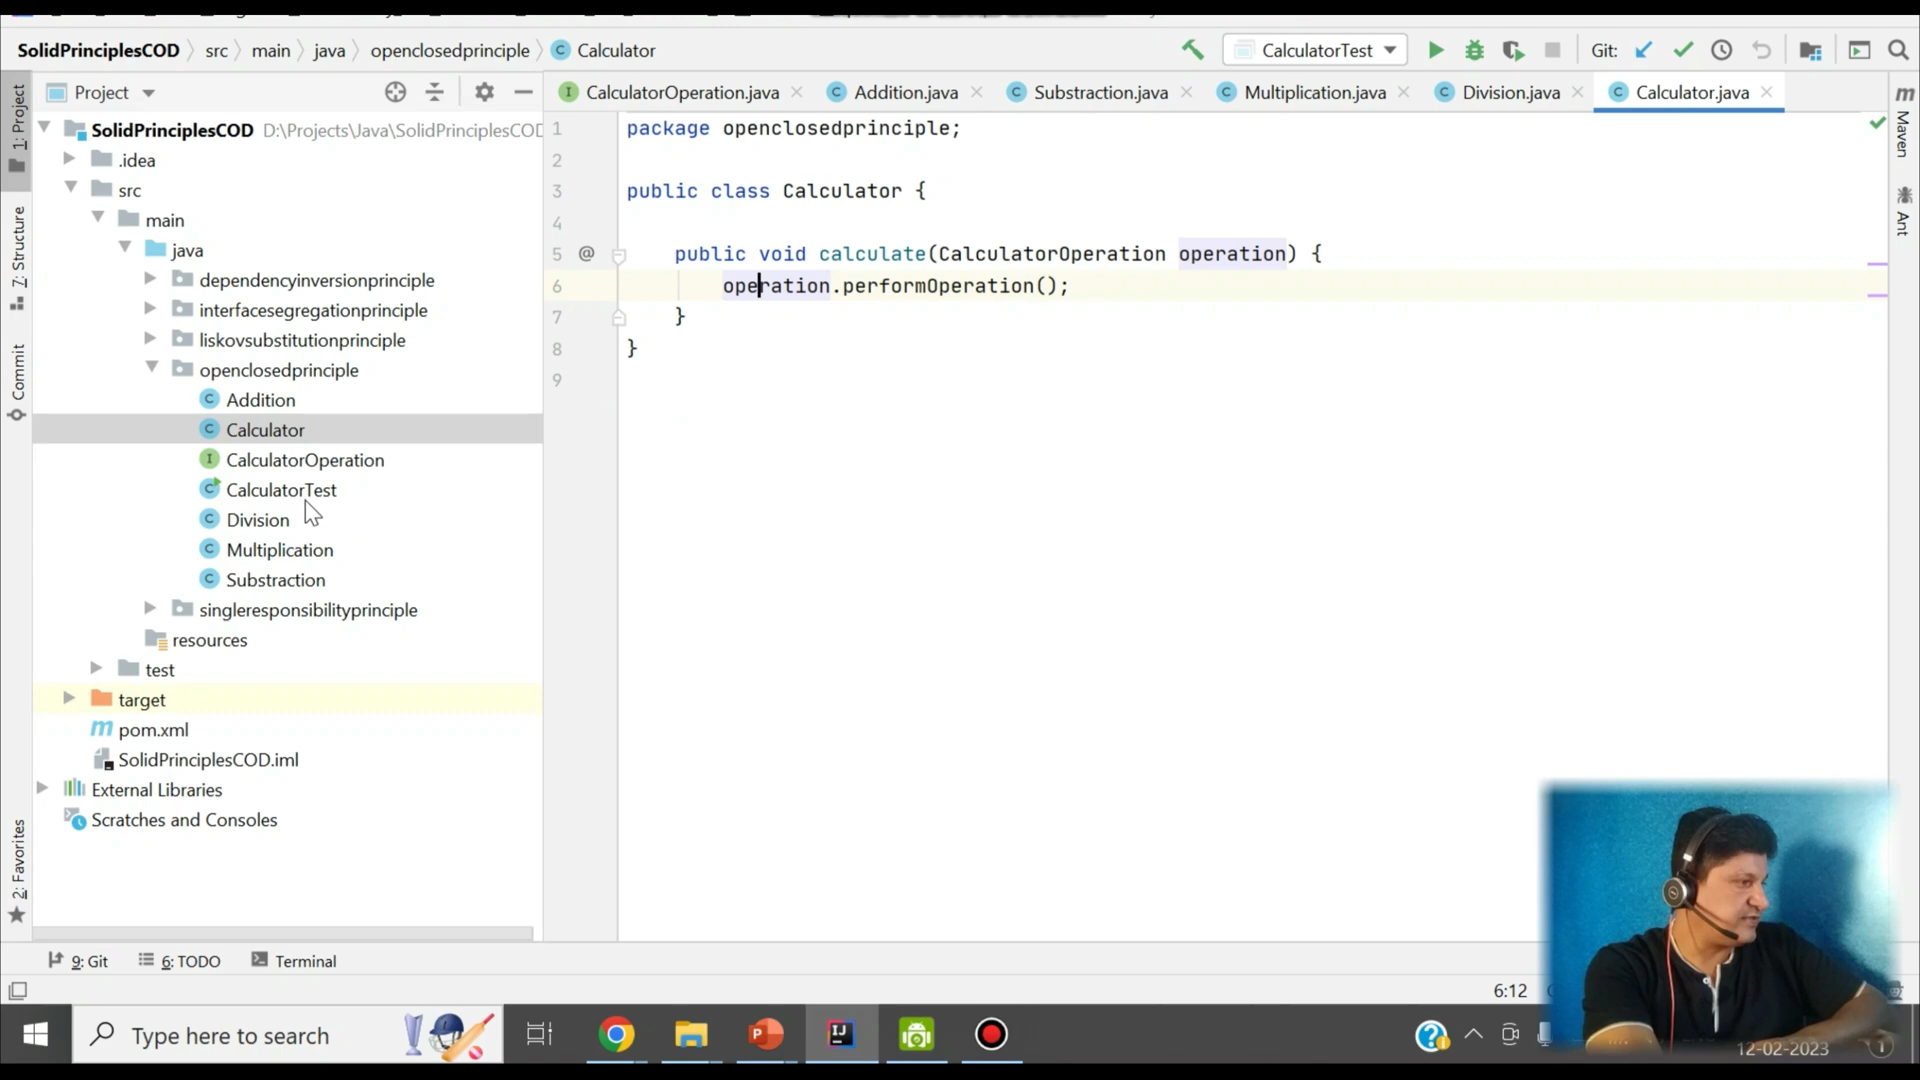 SolidPrinciplesCOD src main java openclosedprinciple Calculator
CalculatorTest Git:
Project
CalculatorOperation.java Addition.java Substraction.java Multiplication.java Division.java Calculator.java
1: Project
7: Structure
Commit
2: Favorites
SolidPrinciplesCOD D:\Projects\Java\SolidPrinciplesCOD
.idea
src
main
java
dependencyinversionprinciple
interfacesegregationprinciple
liskovsubstitutionprinciple
openclosedprinciple
Addition
Calculator
CalculatorOperation
CalculatorTest
Division
Multiplication
Substraction
singleresponsibilityprinciple
resources
test
target
pom.xml
SolidPrinciplesCOD.iml
External Libraries
Scratches and Consoles
1 package openclosedprinciple;
2
3 public class Calculator {
4
5 @ public void calculate(CalculatorOperation operation) {
6 operation.performOperation();
7 }
8 }
9
Maven
Ant
9: Git 6: TODO Terminal
6:12
Type here to search
12-02-2023